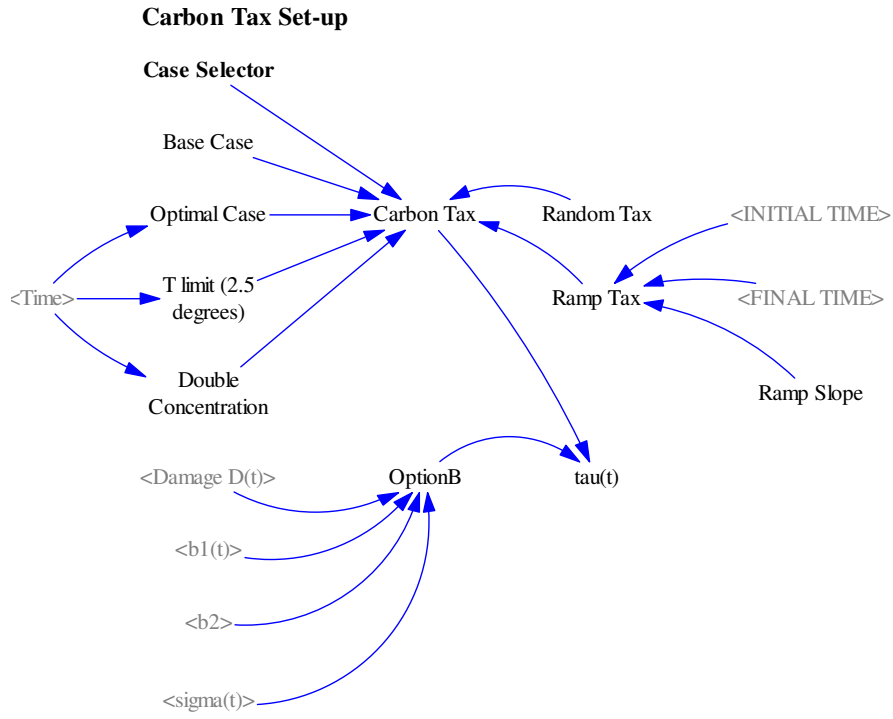 Carbon Tax Set-up
Case Selector
Base Case
Optimal Case
Carbon Tax
Random Tax
<INITIAL TIME>
<Time>
T limit (2.5
degrees)
Ramp Tax
<FINAL TIME>
Double
Concentration
Ramp Slope
<Damage D(t)>
OptionB
tau(t)
<b1(t)>
<b2>
<sigma(t)>